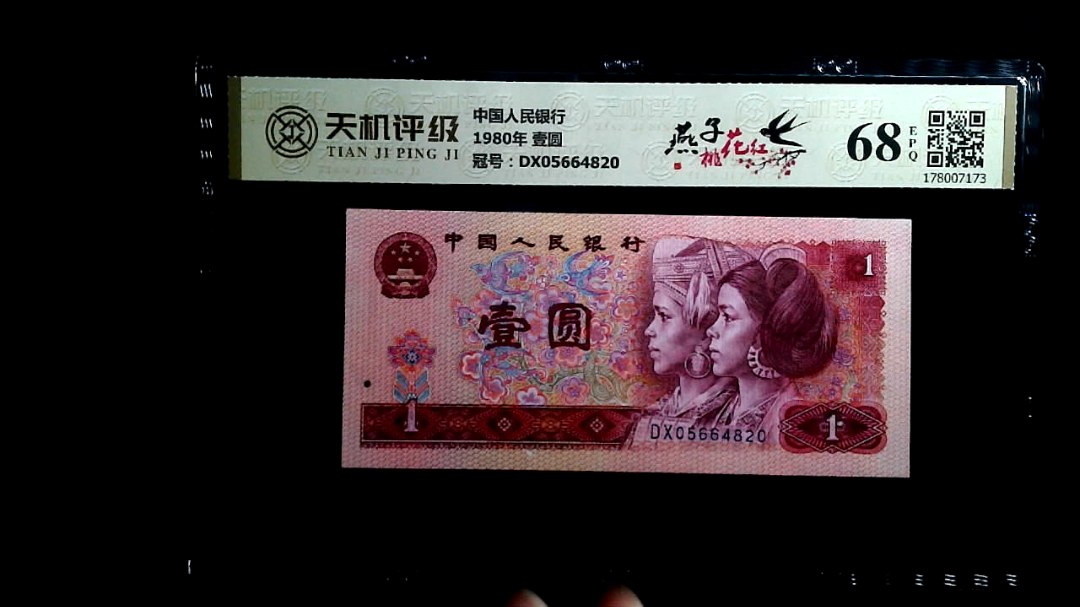 天机评级
TIAN JI PING JI
中国人民银行
1980年 壹圆
冠号：DX05664820
燕子
桃花红
68
EPQ
178007173
中国人民银行
1
壹圆
1
DX05664820
1